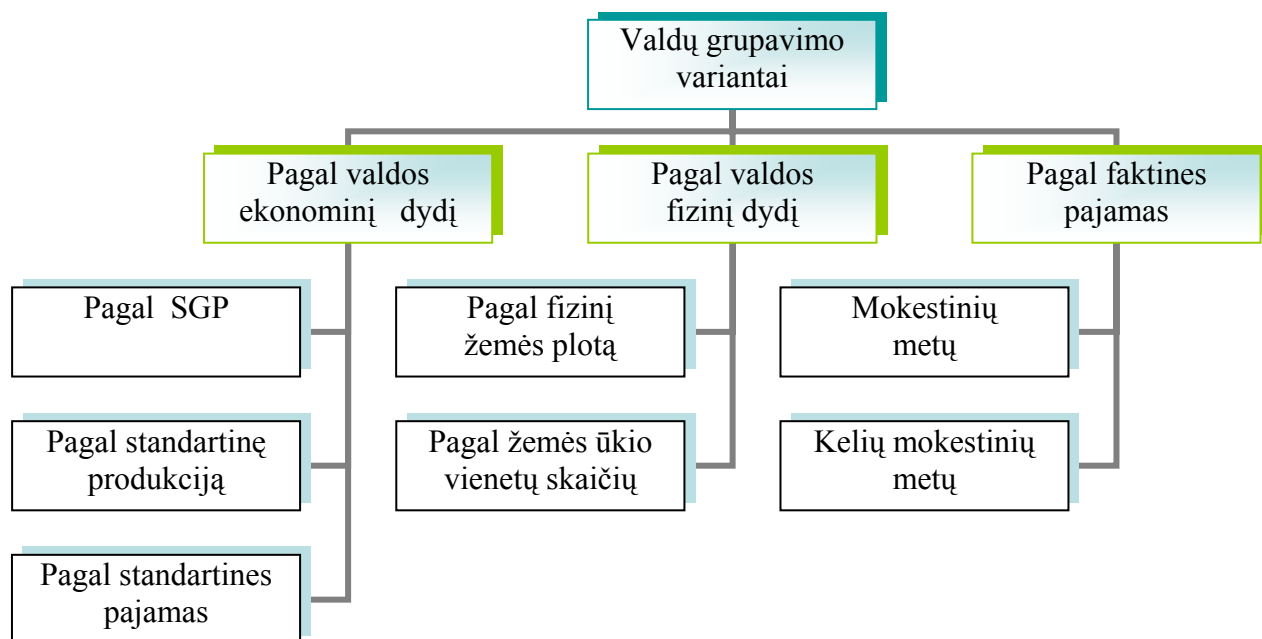 Valdų grupavimo
variantai
Pagal valdos
ekonominį dydį
Pagal valdos
fizinį dydį
Pagal faktines
pajamas
Pagal SGP
Pagal fizinį
žemės plotą
Mokestinių
metų
Pagal standartinę
produkciją
Pagal žemės ūkio
vienetų skaičių
Kelių mokestinių
metų
Pagal standartines
pajamas